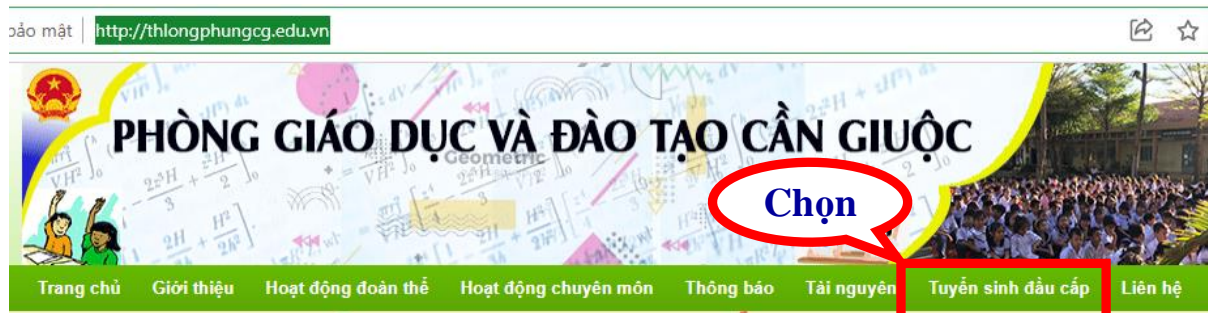 bảo mật http://thlongphungcg.edu.vn
PHÒNG GIÁO DỤC VÀ ĐÀO TẠO CẦN GIUỘC
Geometric
Chọn
Trang chủ Giới thiệu Hoạt động đoàn thể Hoạt động chuyên môn Thông báo Tài nguyên Tuyển sinh đầu cấp Liên hệ